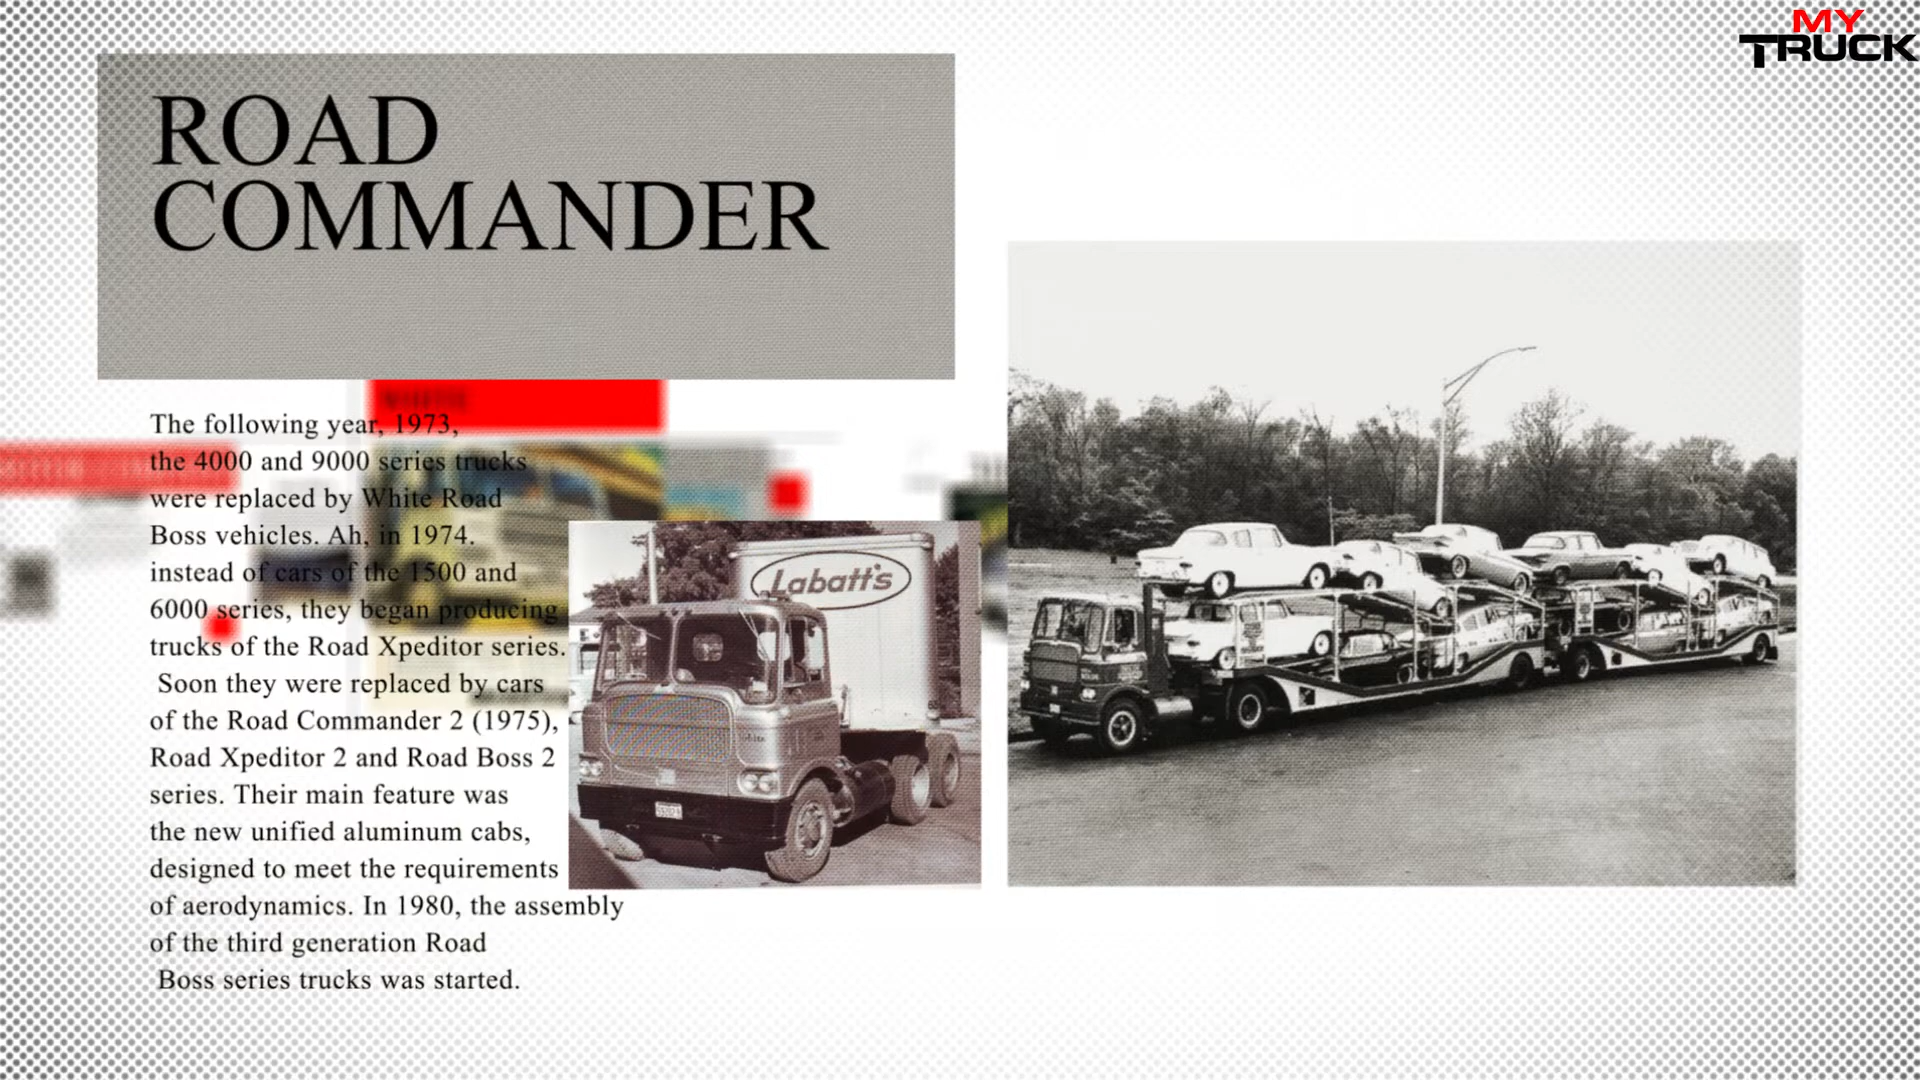 MY
TRUCK
ROAD
COMMANDER
The following year, 1973,
the 4000 and 9000 series trucks
were replaced by White Road
Boss vehicles. Ah, in 1974.
instead of cars of the 1500 and
6000 series, they began producing
trucks of the Road Xpeditor series.
Soon they were replaced by cars
of the Road Commander 2 (1975),
Road Xpeditor 2 and Road Boss 2
series. Their main feature was
the new unified aluminum cabs,
designed to meet the requirements
of aerodynamics. In 1980, the assembly
of the third generation Road
Boss series trucks was started.
Labatt's